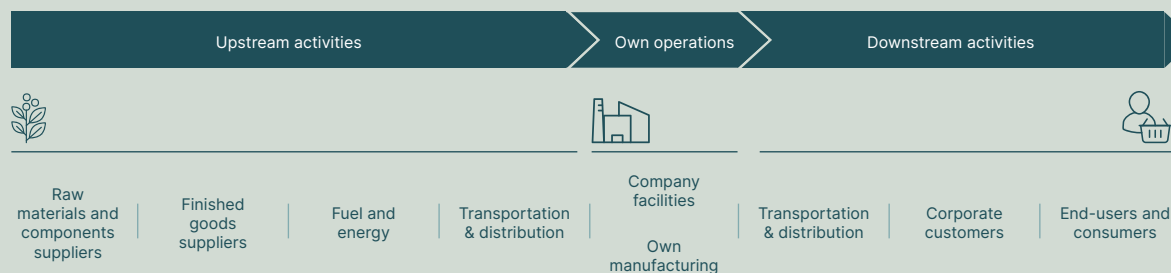 Upstream activities
Own operations
Downstream activities
Raw
materials and
components
suppliers
Finished
goods
suppliers
Fuel and
energy
Transportation
& distribution
Company
facilities
Own
manufacturing
Transportation
& distribution
Corporate
customers
End-users and
consumers